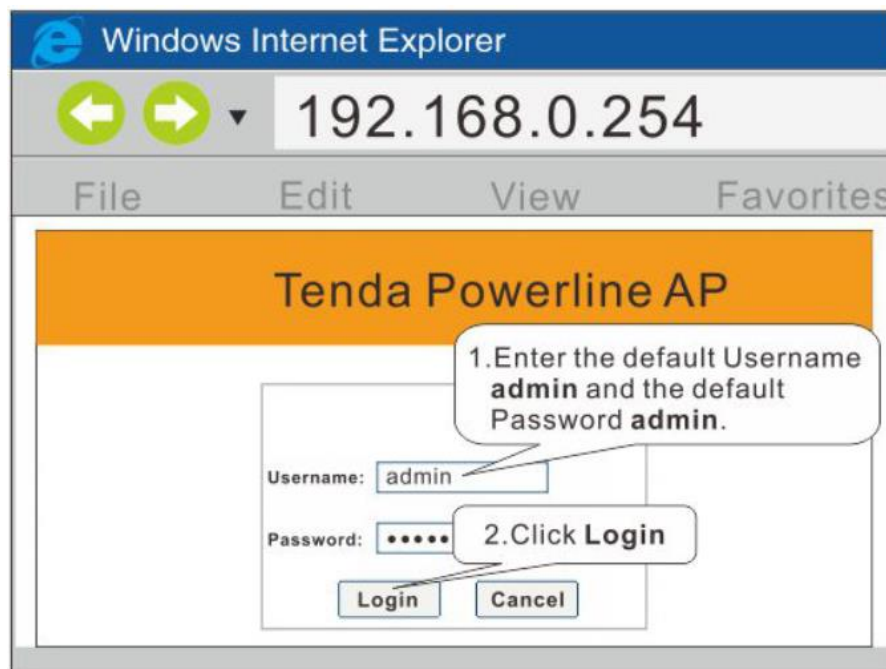 Windows Internet Explorer
192.168.0.254
File Edit View Favorites
Tenda Powerline AP
1.Enter the default Username
admin and the default
Password admin.
Username: admin
Password: •••••
2.Click Login
Login Cancel